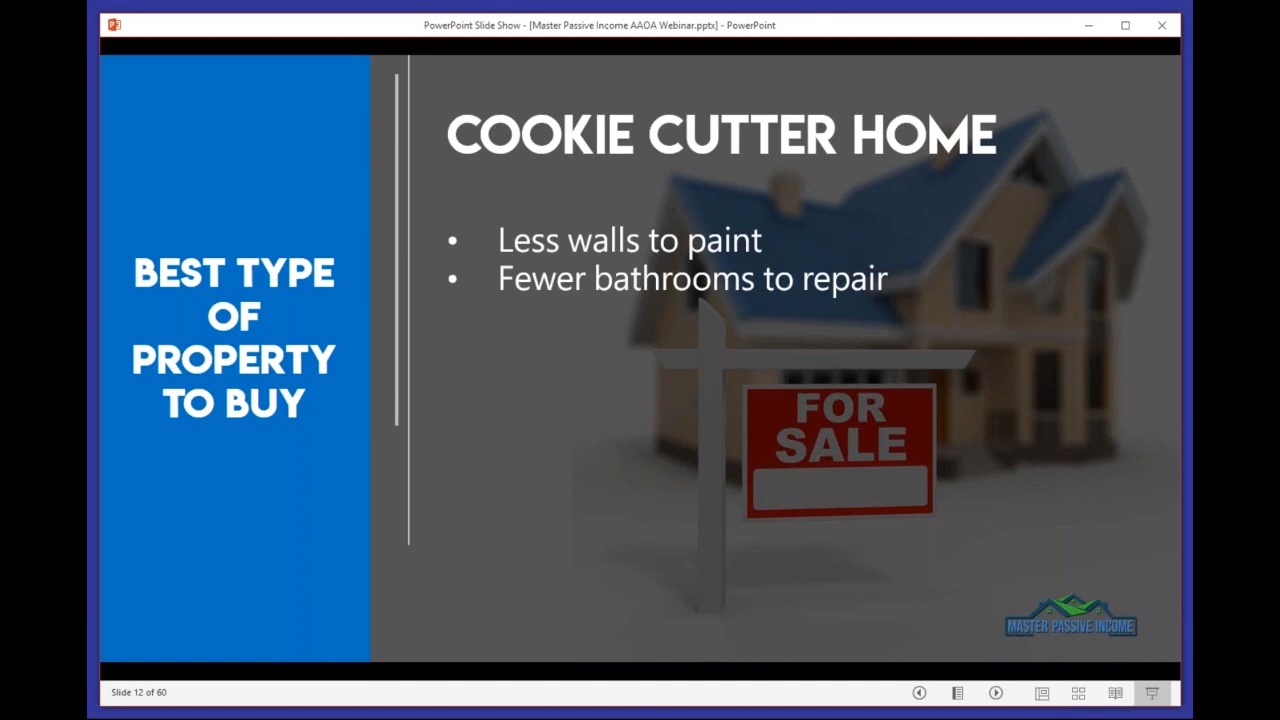 PowerPoint Slide Show - [Master Passive Income AAOA Webinar.pptx] - PowerPoint
BEST TYPE
OF
PROPERTY
TO BUY
COOKIE CUTTER HOME
• Less walls to paint
• Fewer bathrooms to repair
FOR
SALE
MASTER PASSIVE INCOME
Slide 12 of 60